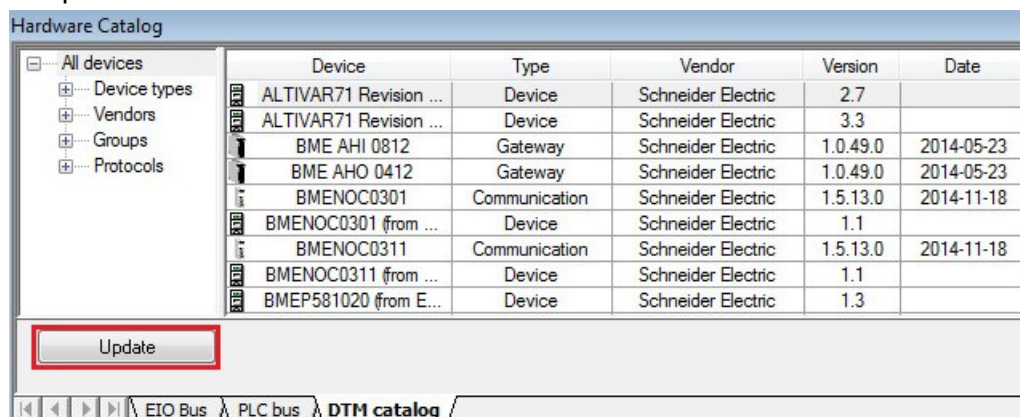 Hardware Catalog
All devices
Device types
Vendors
Groups
Protocols
Device Type Vendor Version Date
ALTIVAR71 Revision ... Device Schneider Electric 2.7
ALTIVAR71 Revision ... Device Schneider Electric 3.3
BME AHI 0812 Gateway Schneider Electric 1.0.49.0 2014-05-23
BME AHO 0412 Gateway Schneider Electric 1.0.49.0 2014-05-23
BMENOC0301 Communication Schneider Electric 1.5.13.0 2014-11-18
BMENOC0301 (from ... Device Schneider Electric 1.1
BMENOC0311 Communication Schneider Electric 1.5.13.0 2014-11-18
BMENOC0311 (from ... Device Schneider Electric 1.1
BMEP581020 (from E... Device Schneider Electric 1.3
Update
EIO Bus PLC bus DTM catalog